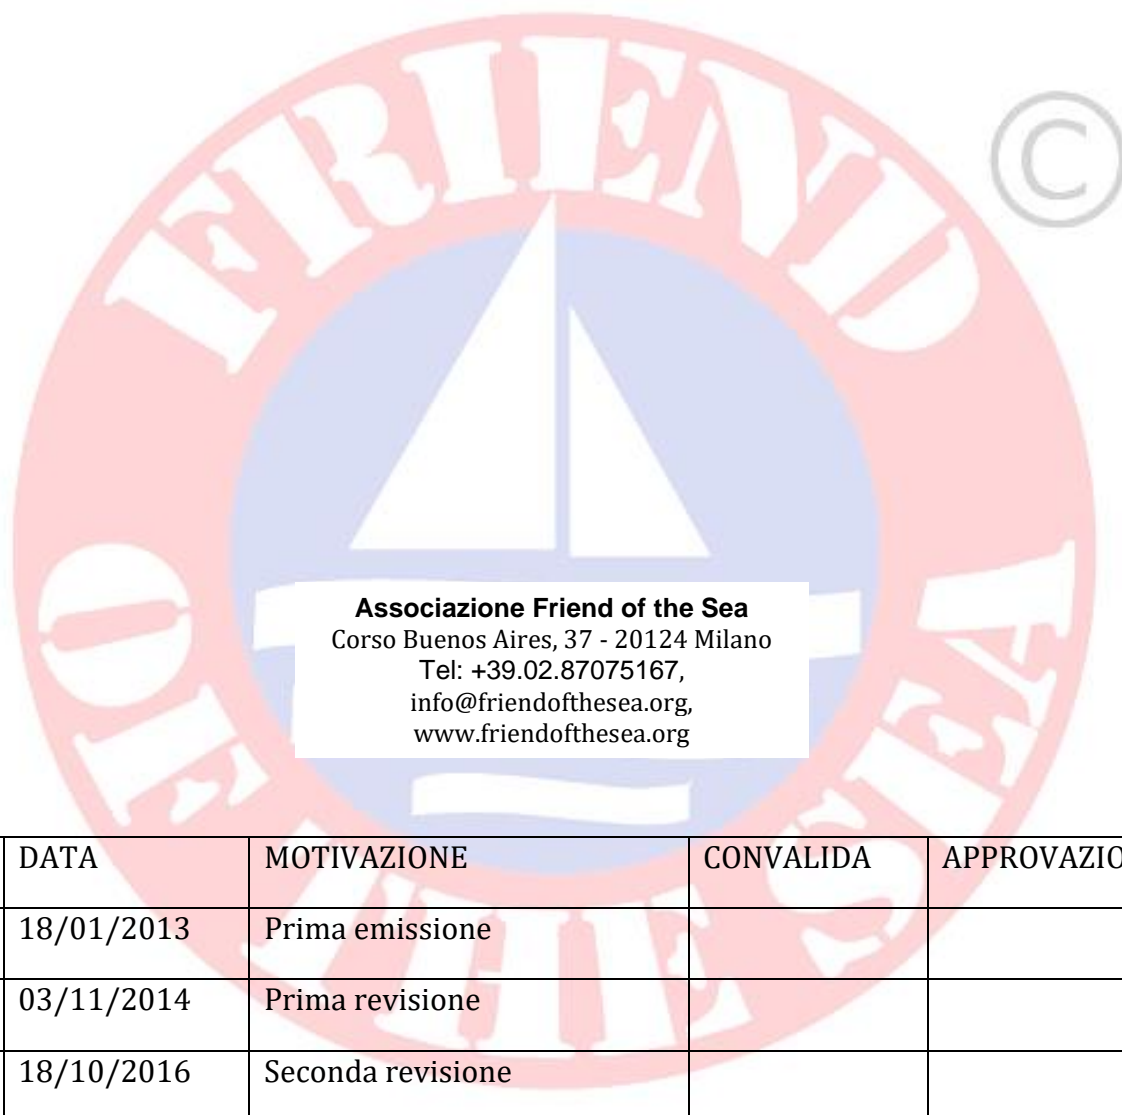 FRIEND
OF THE SEA
©
Associazione Friend of the Sea
Corso Buenos Aires, 37 - 20124 Milano
Tel: +39.02.87075167,
info@friendofthesea.org,
www.friendofthesea.org
DATA MOTIVAZIONE CONVALIDA APPROVAZIO
18/01/2013 Prima emissione
03/11/2014 Prima revisione
18/10/2016 Seconda revisione